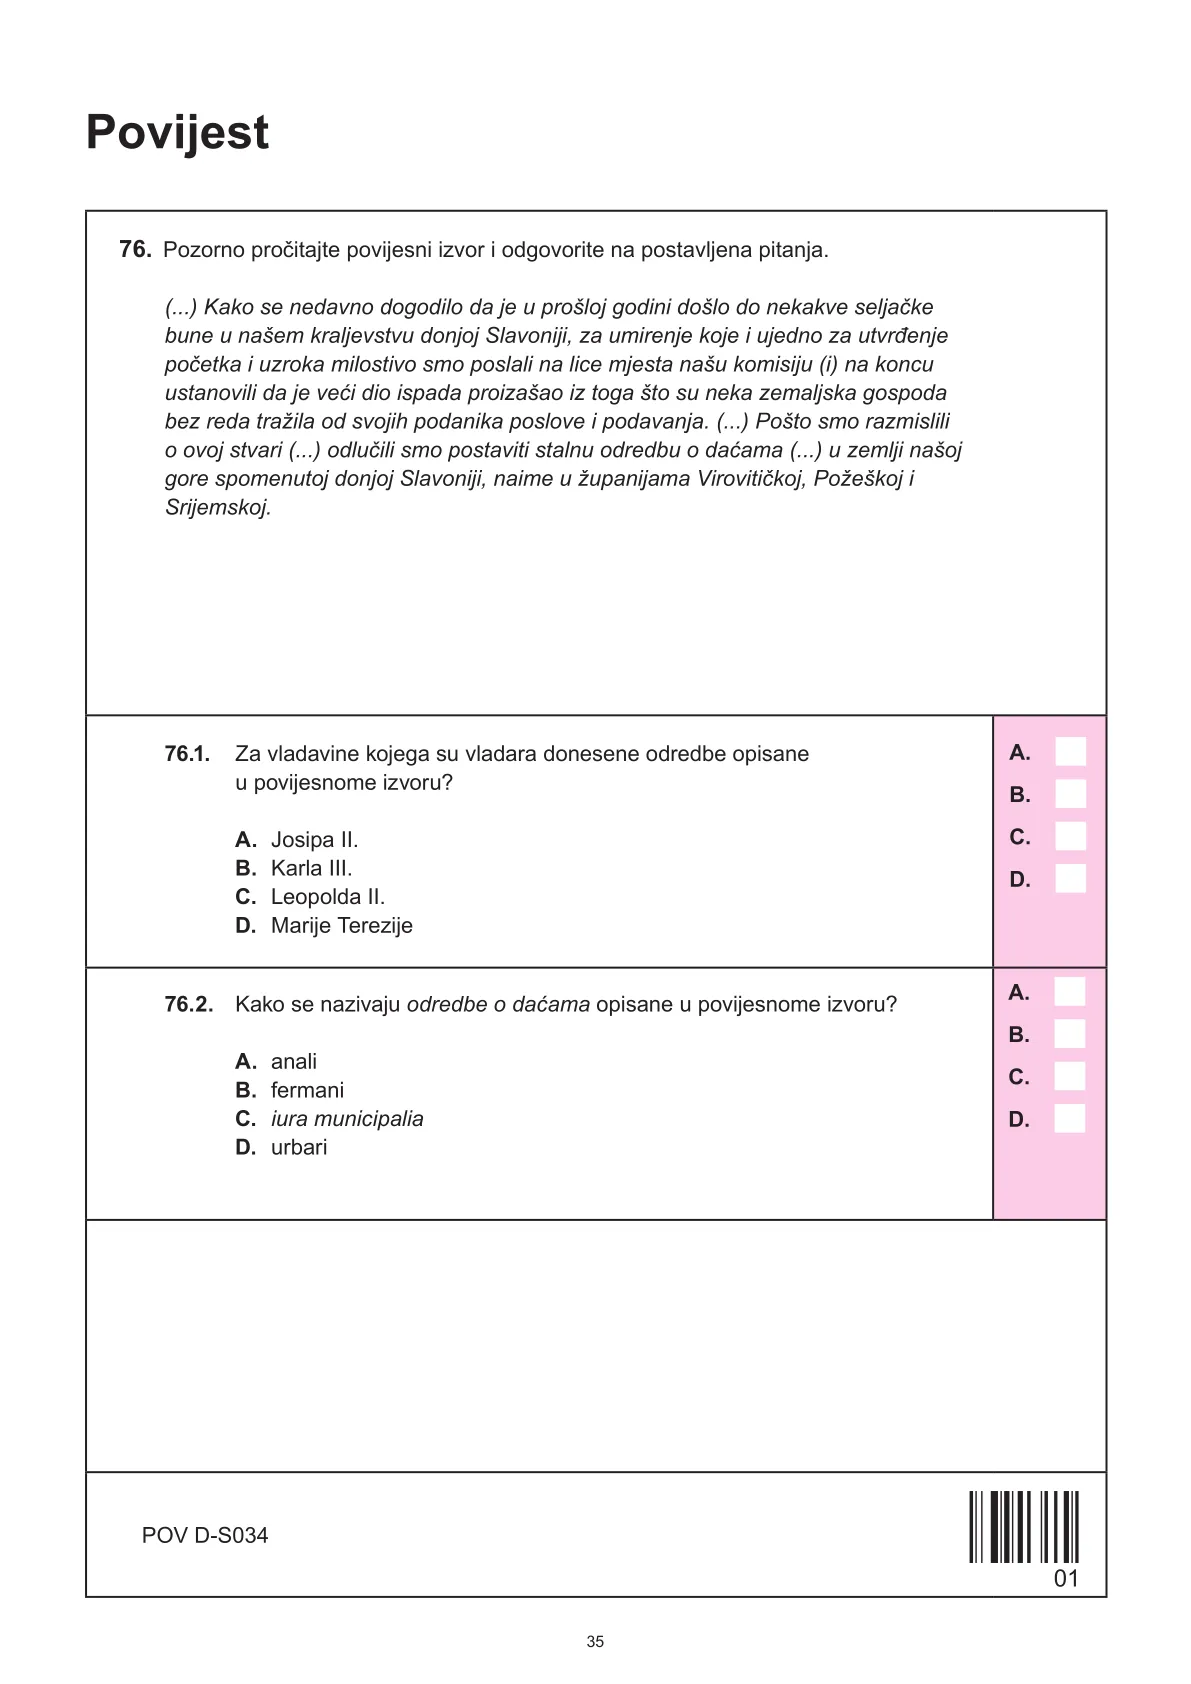 Povijest
76. Pozorno pročitajte povijesni izvor i odgovorite na postavljena pitanja.
(...) Kako se nedavno dogodilo da je u prošloj godini došlo do nekakve seljačke
bune u našem kraljevstvu donjoj Slavoniji, za umirenje koje i ujedno za utvrđenje
početka i uzroka milostivo smo poslali na lice mjesta našu komisiju (i) na koncu
ustanovili da je veći dio ispada proizašao iz toga što su neka zemaljska gospoda
bez reda tražila od svojih podanika poslove i podavanja. (...) Pošto smo razmislili
o ovoj stvari (...) odlučili smo postaviti stalnu odredbu o daćama (...) u zemlji našoj
gore spomenutoj donjoj Slavoniji, naime u županijama Virovitičkoj, Požeškoj i
Srijemskoj.
76.1. Za vladavine kojega su vladara donesene odredbe opisane
u povijesnome izvoru?
A. Josipa II.
B. Karla III.
C. Leopolda II.
D. Marije Terezije
A.
B.
C.
D.
76.2. Kako se nazivaju odredbe o daćama opisane u povijesnome izvoru?
A. anali
B. fermani
C. iura municipalia
D. urbari
A.
B.
C.
D.
POV D-S034
01
35